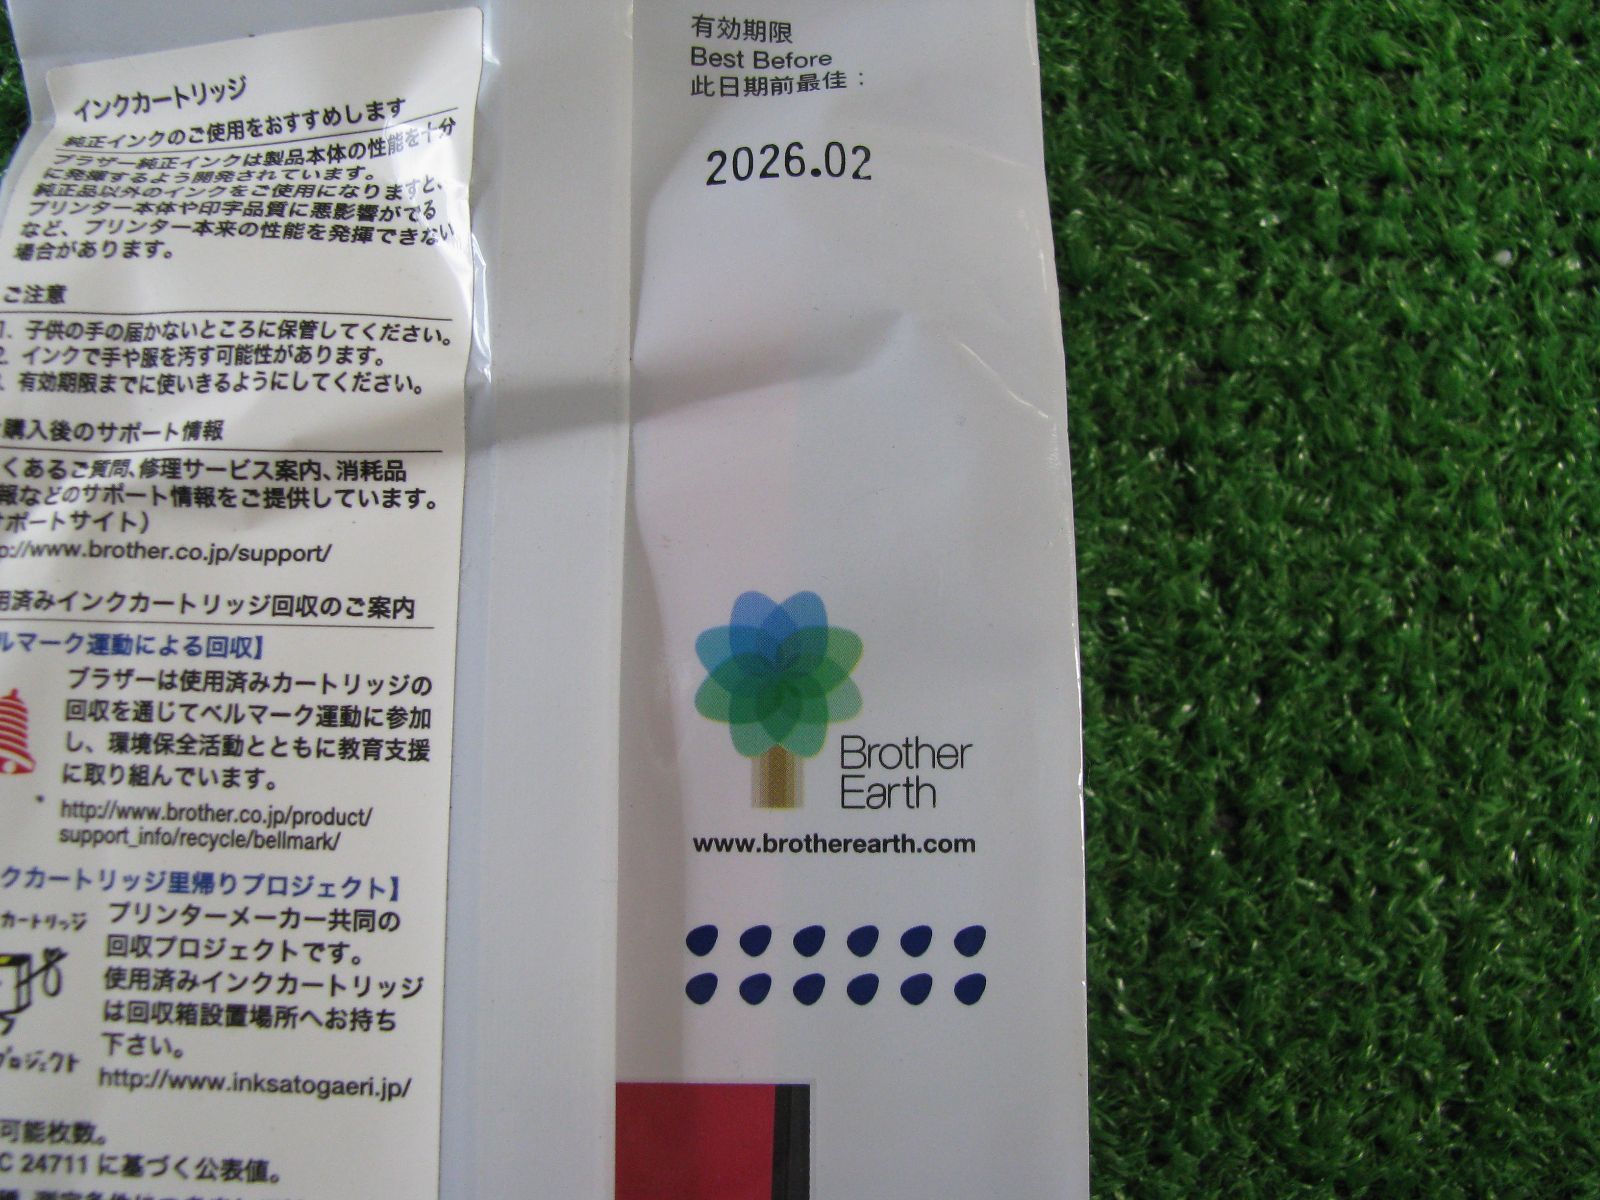 インクカートリッジ
純正インクのご使用をおすすめします
ブラザー純正インクは製品本体の性能を十分
に発揮するよう開発されています。
純正品以外のインクをご使用になりますと、
プリンター本体や印字品質に悪影響がでる
など、プリンター本来の性能を発揮できない
場合があります。
ご注意
1. 子供の手の届かないところに保管してください。
2. インクで手や服を汚す可能性があります。
有効期限までに使いきるようにしてください。
購入後のサポート情報
くあるご質問、修理サービス案内、消耗品
報などのサポート情報をご提供しています。
ポートサイト）
p://www.brother.co.jp/support/
用済みインクカートリッジ回収のご案内
ルマーク運動による回収】
ブラザーは使用済みカートリッジの
回収を通じてベルマーク運動に参加
し、環境保全活動とともに教育支援
に取り組んでいます。
http://www.brother.co.jp/product/
support_info/recycle/bellmark/
クカートリッジ里帰りプロジェクト】
カートリッジ
プリンターメーカー共同の
回収プロジェクトです。
使用済みインクカートリッジ
は回収箱設置場所へお持ち
下さい。
プロジェクト
http://www.inksatogaeri.jp/
可能枚数。
C 24711 に基づく公表値。
有効期限
Best Before
此日期前最佳：
2026.02
Brother
Earth
www.brotherearth.com